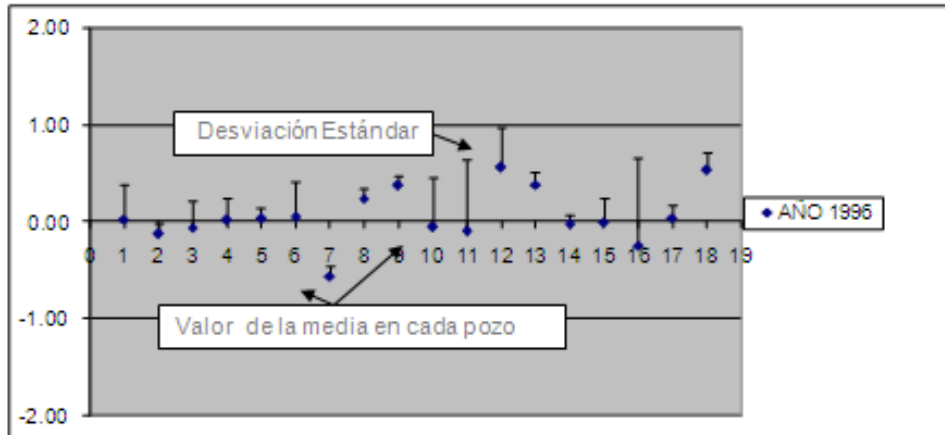 2.00
1.00
Desviación Estándar
0.00
AÑO 1996
0 1 2 3 4 5 6 7 8 9 10 11 12 13 14 15 16 17 18 19
-1.00
Valor de la media en cada pozo
-2.00